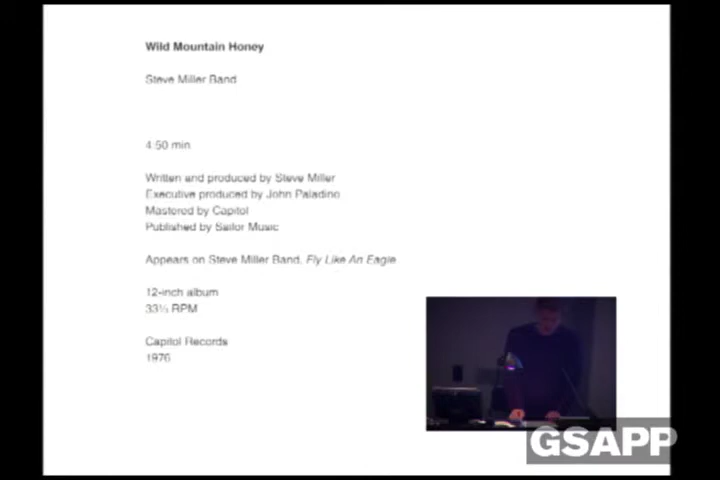 Wild Mountain Honey
Steve Miller Band
4:50 min
Written and produced by Steve Miller
Executive produced by John Paladino
Mastered by Capitol
Published by Sailor Music
Appears on Steve Miller Band, Fly Like An Eagle
12-inch album
33⅓ RPM
Capitol Records
1976
GSAPP